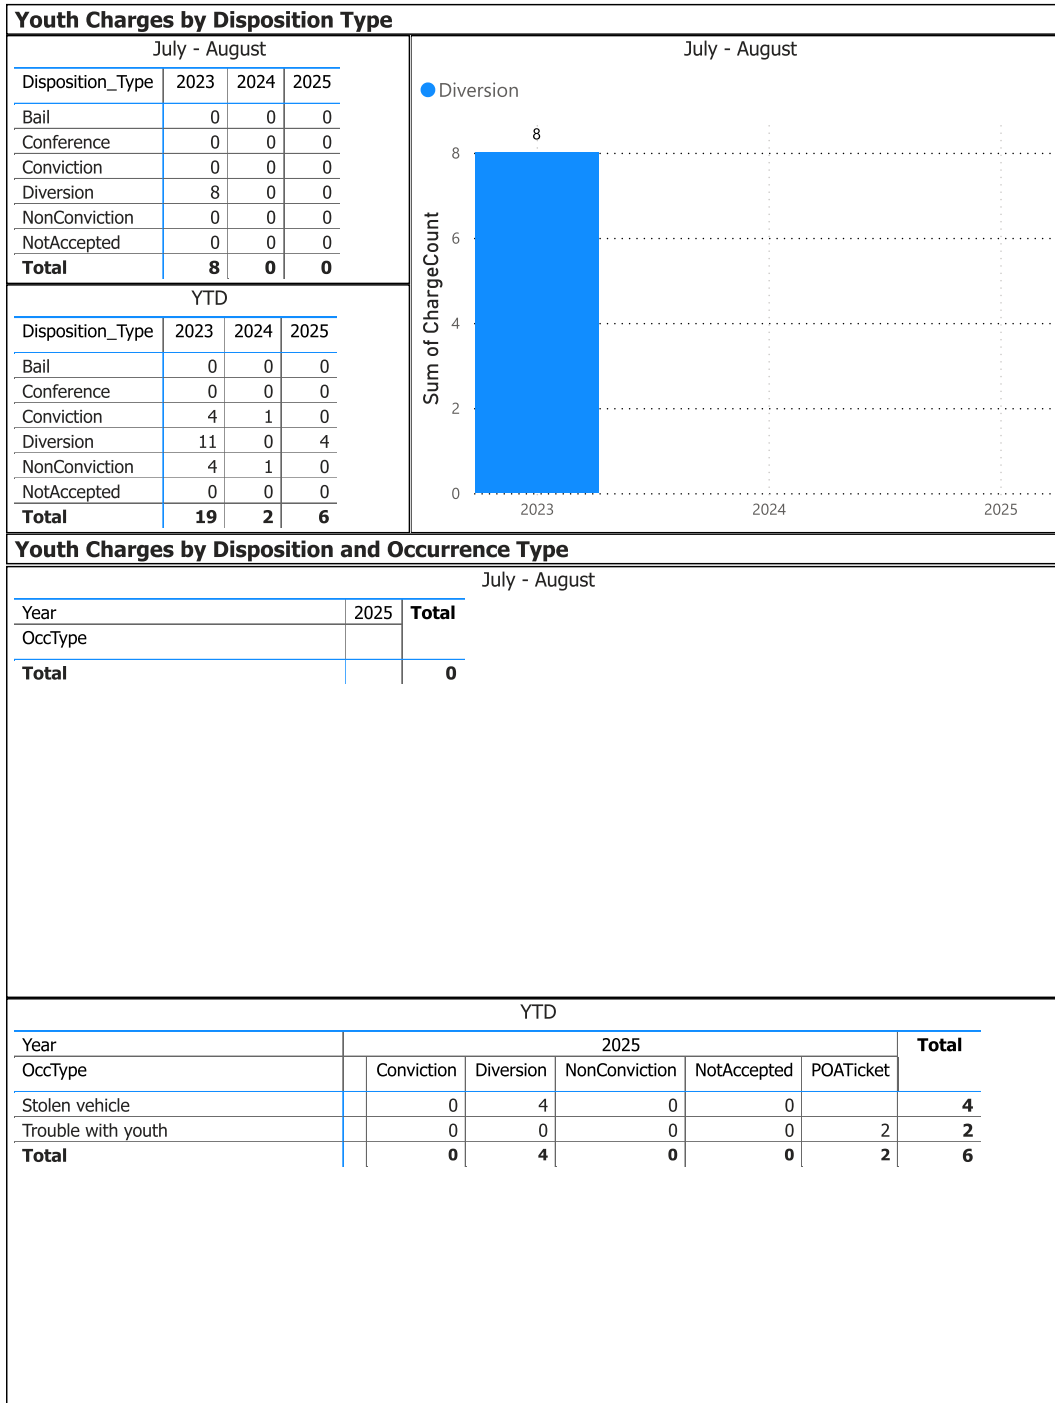 Youth Charges by Disposition Type
July - August
Disposition_Type 2023 2024 2025
Bail 0 0 0
Conference 0 0 0
Conviction 0 0 0
Diversion 8 0 0
NonConviction 0 0 0
NotAccepted 0 0 0
Total 8 0 0
YTD
Disposition_Type 2023 2024 2025
Bail 0 0 0
Conference 0 0 0
Conviction 4 1 0
Diversion 11 0 4
NonConviction 4 1 0
NotAccepted 0 0 0
Total 19 2 6
July - August
Diversion
8
Sum of ChargeCount
8
6
4
2
0
2023 2024 2025
Youth Charges by Disposition and Occurrence Type
July - August
Year 2025 Total
OccType
Total 0
YTD
Year 2025 Total
OccType Conviction Diversion NonConviction NotAccepted POATicket
Stolen vehicle 0 4 0 0 4
Trouble with youth 0 0 0 0 2 2
Total 0 4 0 0 2 6